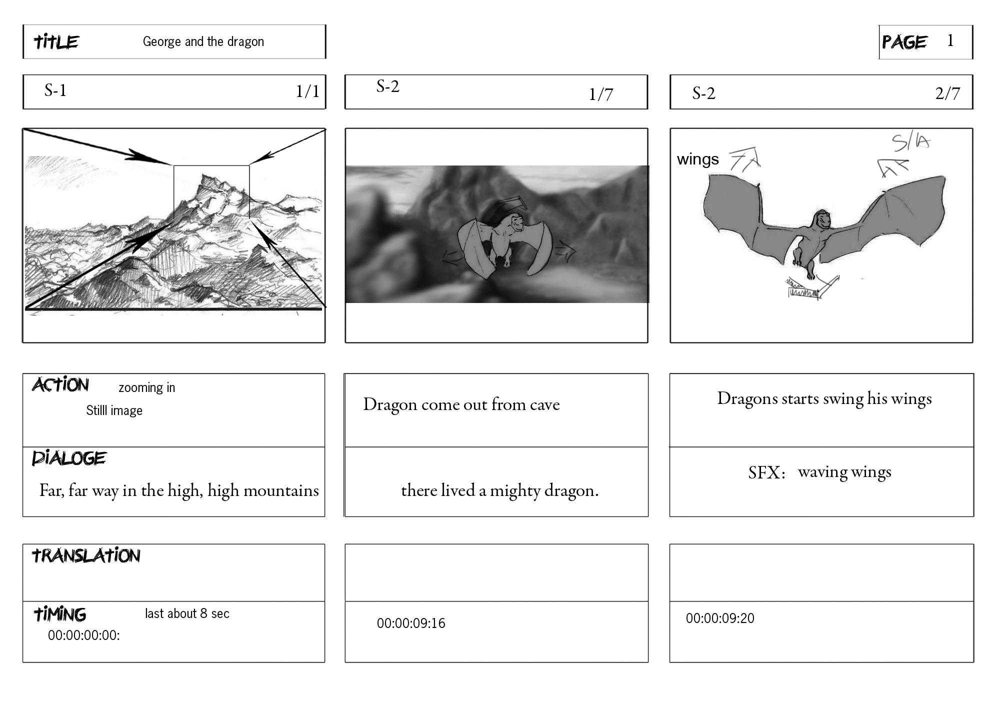 TiTLE George and the dragon
PAGE 1
S-1 1/1
S-2 1/7
S-2 2/7
S/A
wings
ACTiON zooming in
Stilll image
Dragon come out from cave
Dragons starts swing his wings
DiALOGE
Far, far way in the high, high mountains
there lived a mighty dragon.
SFX: waving wings
TRANSLATiON
TiMiNG last about 8 sec
00:00:00:00:
00:00:09:16
00:00:09:20